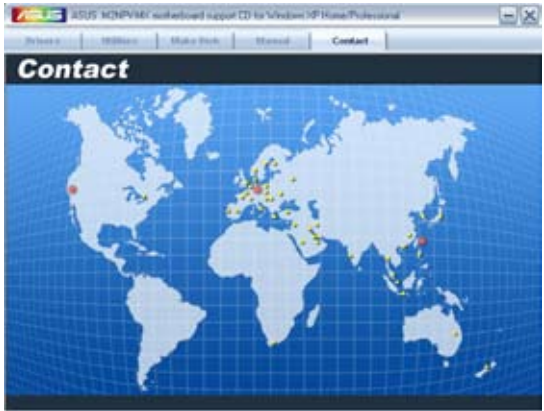 ASUS ASUS M2NPV-MX motherboard support CD for Windows XP Home/Professional
Drivers Utilities Make Disk Manual Contact
Contact